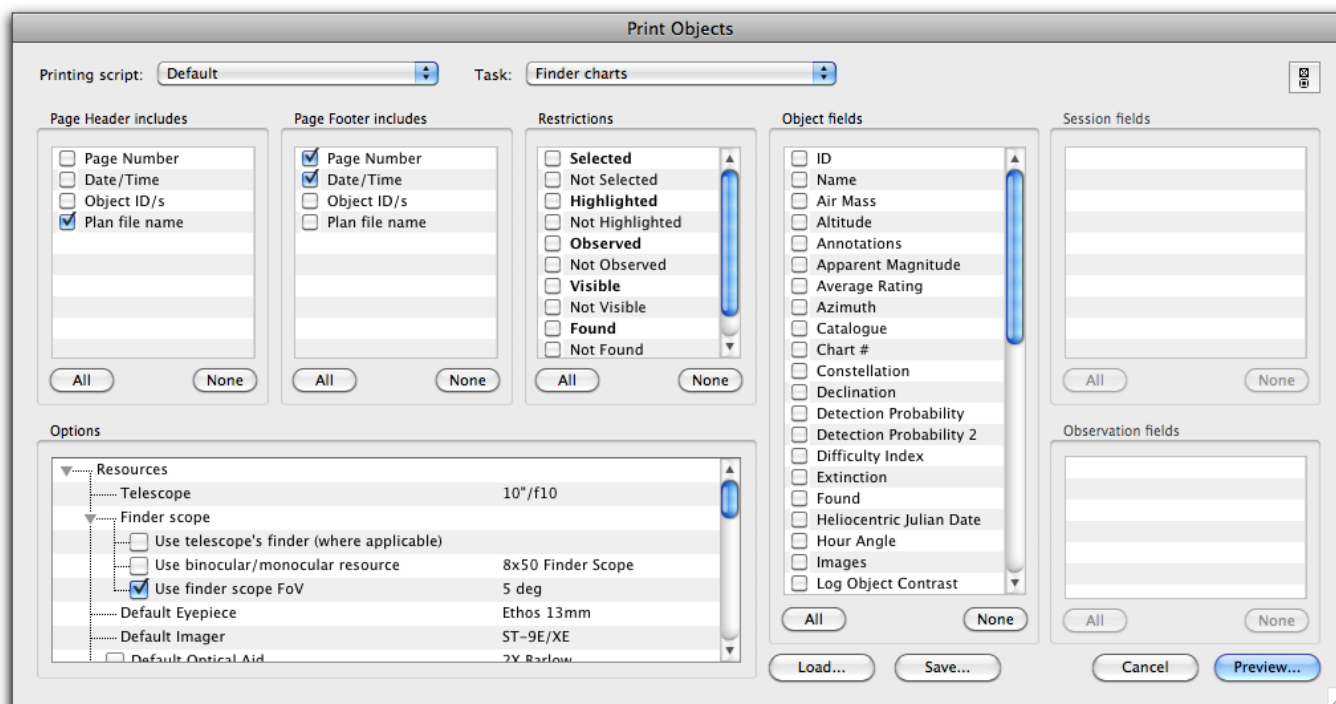 Print Objects
Printing script: Default Task: Finder charts
Page Header includes
Page Number
Date/Time
Object ID/s
Plan file name
All None
Page Footer includes
Page Number
Date/Time
Object ID/s
Plan file name
All None
Restrictions
Selected
Not Selected
Highlighted
Not Highlighted
Observed
Not Observed
Visible
Not Visible
Found
Not Found
All None
Object fields
ID
Name
Air Mass
Altitude
Annotations
Apparent Magnitude
Average Rating
Azimuth
Catalogue
Chart #
Constellation
Declination
Detection Probability
Detection Probability 2
Difficulty Index
Extinction
Found
Heliocentric Julian Date
Hour Angle
Images
Log Object Contrast
All None
Session fields
All None
Options
Resources
Telescope 10"/f10
Finder scope
Use telescope's finder (where applicable)
Use binocular/monocular resource 8x50 Finder Scope
Use finder scope FoV 5 deg
Default Eyepiece Ethos 13mm
Default Imager ST-9E/XE
Default Optical Aid 2X Barlow
Observation fields
All None
Load... Save... Cancel Preview...